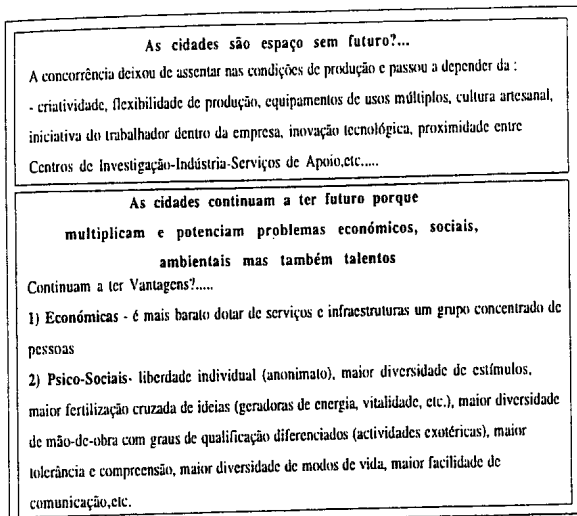 As cidades são espaço sem futuro?...
A concorrência deixou de assentar nas condições de produção e passou a depender da :
- criatividade, flexibilidade de produção, equipamentos de usos múltiplos, cultura artesanal,
iniciativa do trabalhador dentro da empresa, inovação tecnológica, proximidade entre
Centros de Investigação-Indústria-Serviços de Apoio,etc.....
As cidades continuam a ter futuro porque
multiplicam e potenciam problemas económicos, sociais,
ambientais mas também talentos
Continuam a ter Vantagens?.....
1) Económicas - é mais barato dotar de serviços e infraestruturas um grupo concentrado de
pessoas
2) Psico-Sociais- liberdade individual (anonimato), maior diversidade de estímulos,
maior fertilização cruzada de ideias (geradoras de energia, vitalidade, etc.), maior diversidade
de mão-de-obra com graus de qualificação diferenciados (actividades exotéricas), maior
tolerância e compreensão, maior diversidade de modos de vida, maior facilidade de
comunicação,etc.